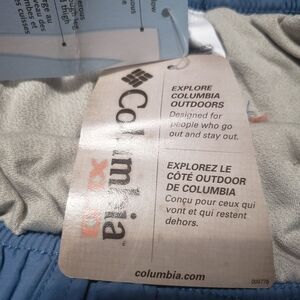 Columbia
EXPLORE
COLUMBIA
OUTDOORS
Designed for
people who go
out and stay out.
EXPLOREZ LE
CÔTÉ OUTDOOR
DE COLUMBIA
Conçu pour ceux qui
vont et qui restent
dehors.
columbia.com